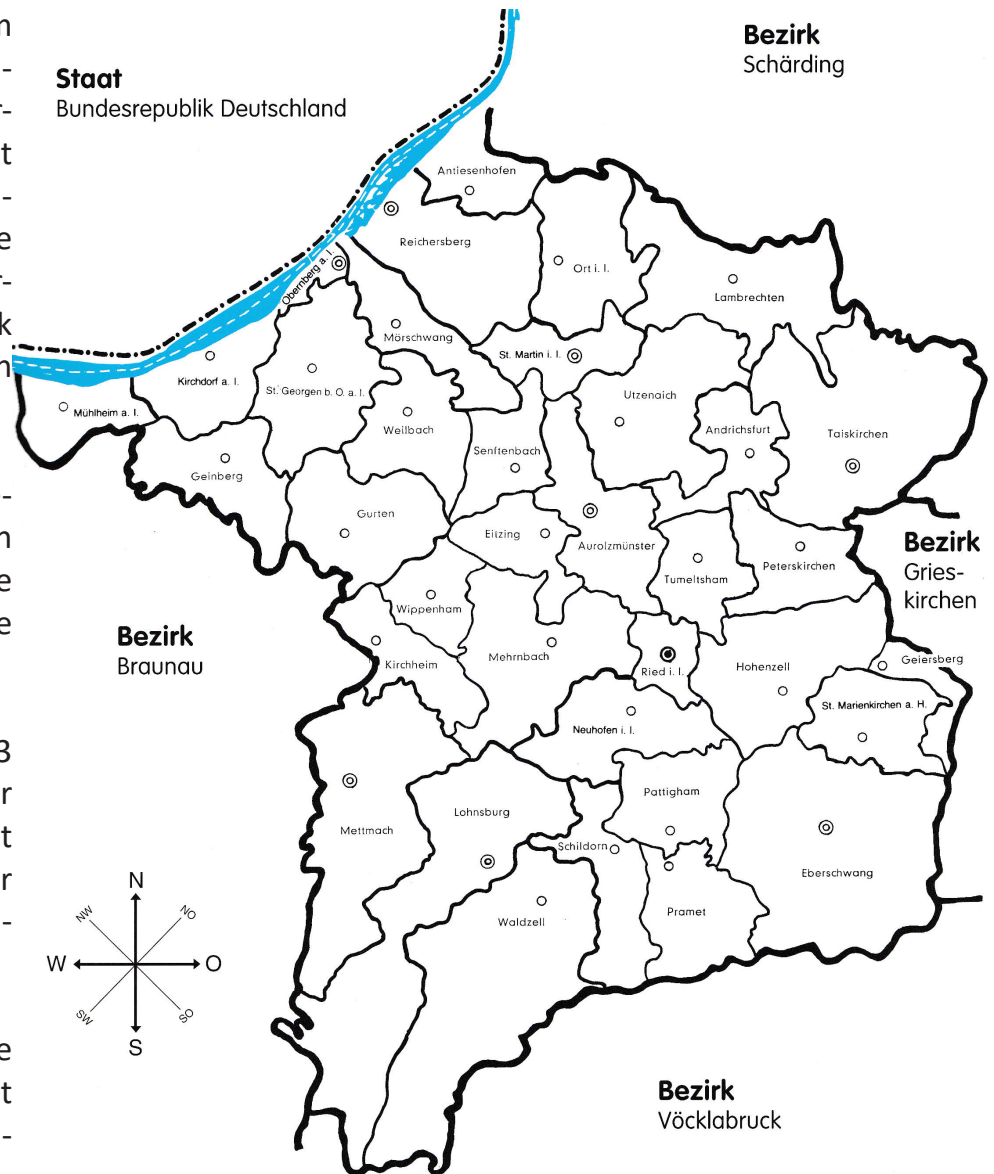 n
-
r-
t
-
e
r-
k
n
-
n
e
e
3
r
t
r
-
e
t
-
Staat
Bundesrepublik Deutschland
Bezirk
Schärding
Antiesenhofen
Reichersberg
Ort i. I.
Lambrechten
Obernberg a. I.
Mörschwang
St. Martin i. I.
Kirchdorf a. I.
St. Georgen b. O. a. I.
Mühlheim a. I.
Weilbach
Utzenaich
Andrichsfurt
Taiskirchen
Senftenbach
Geinberg
Gurten
Eitzing
Aurolzmünster
Tumeltsham
Peterskirchen
Bezirk
Gries-
kirchen
Wippenham
Bezirk
Braunau
Kirchheim
Mehrnbach
Ried i. I.
Hohenzell
Geiersberg
St. Marienkirchen a. H.
Neuhofen i. I.
Pattigham
Mettmach
Lohnsburg
Schildorn
Eberschwang
Waldzell
Pramet
N
NW
NO
W
O
SW
SO
S
Bezirk
Vöcklabruck